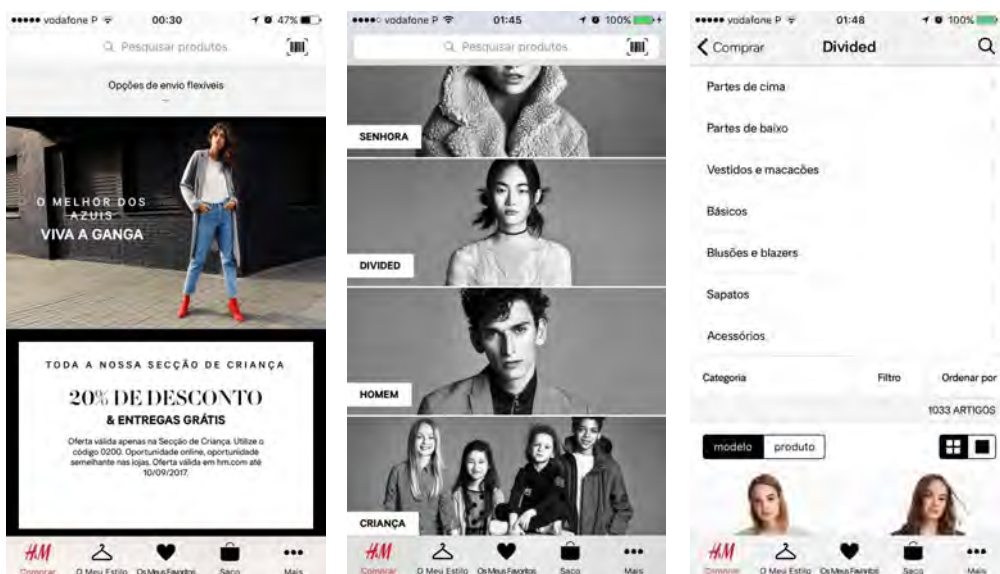 vodafone P 00:30 47%
Pesquisar produtos
Opções de envio flexíveis
O MELHOR DOS
AZUIS
VIVA A GANGA
TODA A NOSSA SECÇÃO DE CRIANÇA
20% DE DESCONTO
& ENTREGAS GRÁTIS
Oferta válida apenas na Secção de Criança. Utilize o
código 0200. Oportunidade online, oportunidade
semelhante nas lojas. Oferta válida em hm.com até
10/09/2017.
H&M
Comprar O Meu Estilo Os Meus Favoritos Saco Mais
vodafone P 01:45 100%
Pesquisar produtos
SENHORA
DIVIDED
HOMEM
CRIANÇA
H&M
Comprar O Meu Estilo Os Meus Favoritos Saco Mais
vodafone P 01:48 100%
Comprar Divided
Partes de cima
Partes de baixo
Vestidos e macacões
Básicos
Blusões e blazers
Sapatos
Acessórios
Categoria Filtro Ordenar por
1033 ARTIGOS
modelo produto
H&M
Comprar O Meu Estilo Os Meus Favoritos Saco Mais